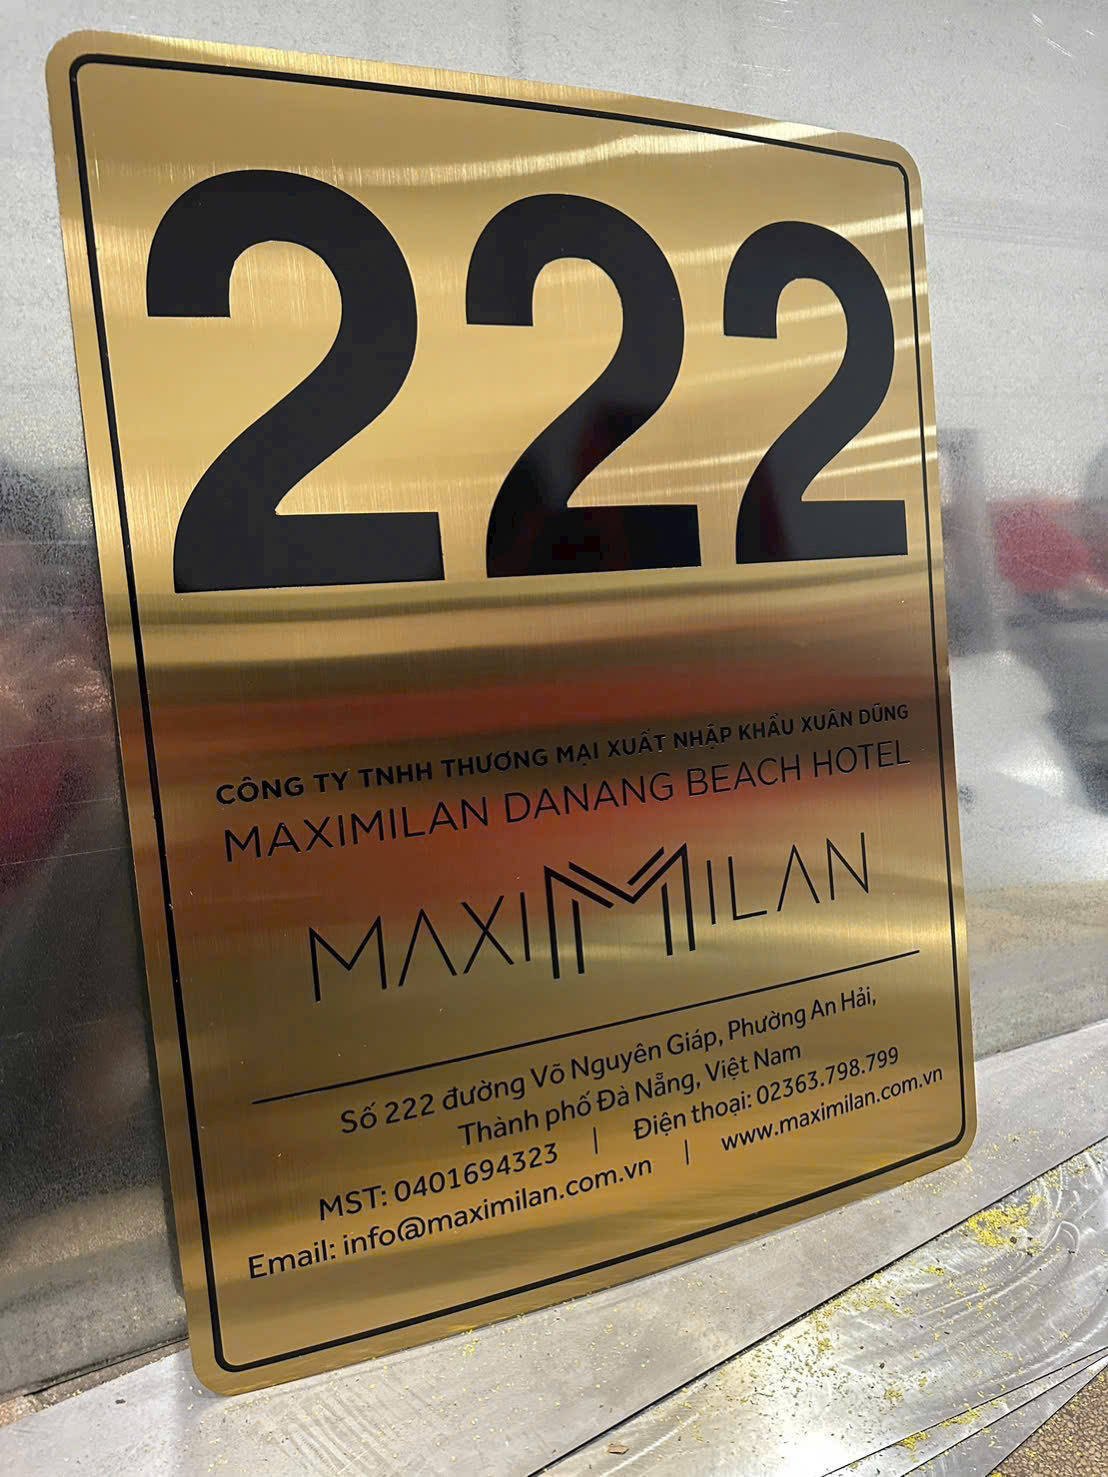 222
CÔNG TY TNHH THƯƠNG MẠI XUẤT NHẬP KHẨU XUÂN DŨNG
MAXIMILAN DANANG BEACH HOTEL
MAXIMILAN
Số 222 đường Võ Nguyên Giáp, Phường An Hải,
Thành phố Đà Nẵng, Việt Nam
MST: 0401694323 | Điện thoại: 02363.798.799
Email: info@maximilan.com.vn | www.maximilan.com.vn